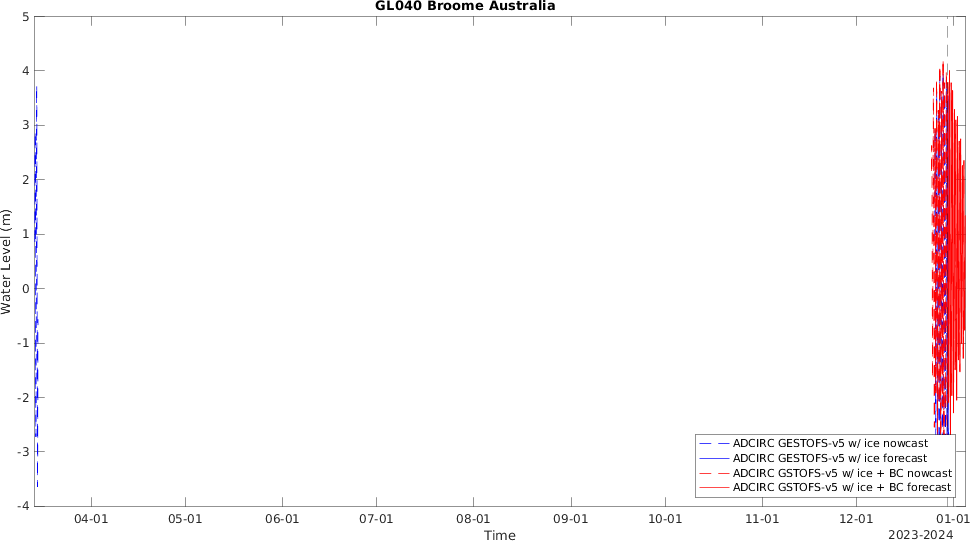 GL040 Broome Australia
5
4
3
2
1
0
-1
-2
-3
-4
Water Level (m)
ADCIRC GESTOFS-v5 w/ ice nowcast
ADCIRC GESTOFS-v5 w/ ice forecast
ADCIRC GSTOFS-v5 w/ ice + BC nowcast
ADCIRC GSTOFS-v5 w/ ice + BC forecast
04-01 05-01 06-01 07-01 08-01 09-01 10-01 11-01 12-01 01-01
Time
2023-2024